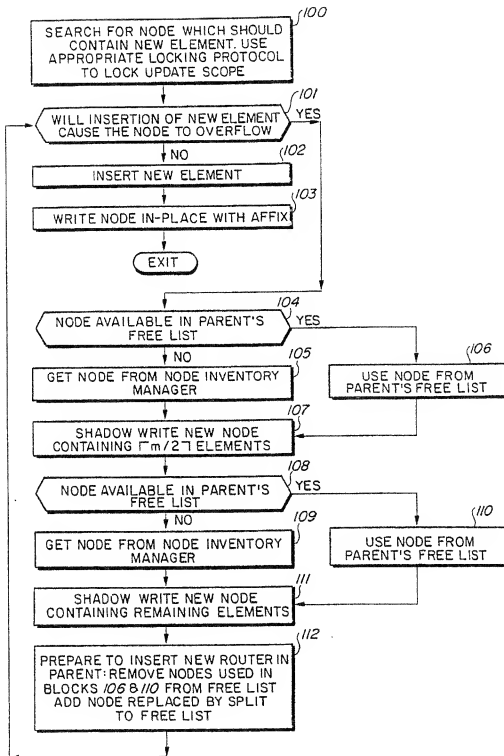 100
SEARCH FOR NODE WHICH SHOULD
CONTAIN NEW ELEMENT. USE
APPROPRIATE LOCKING PROTOCOL
TO LOCK UPDATE SCOPE
101
WILL INSERTION OF NEW ELEMENT
CAUSE THE NODE TO OVERFLOW
YES
NO
102
INSERT NEW ELEMENT
103
WRITE NODE IN-PLACE WITH AFFIX
EXIT
104
NODE AVAILABLE IN PARENT'S
FREE LIST
YES
NO
105
GET NODE FROM NODE INVENTORY
MANAGER
106
USE NODE FROM
PARENT'S FREE LIST
107
SHADOW WRITE NEW NODE
CONTAINING ⌈m/2⌉ ELEMENTS
108
NODE AVAILABLE IN PARENT'S
FREE LIST
YES
NO
109
GET NODE FROM NODE INVENTORY
MANAGER
110
USE NODE FROM
PARENT'S FREE LIST
111
SHADOW WRITE NEW NODE
CONTAINING REMAINING ELEMENTS
112
PREPARE TO INSERT NEW ROUTER IN
PARENT: REMOVE NODES USED IN
BLOCKS 106 & 110 FROM FREE LIST
ADD NODE REPLACED BY SPLIT
TO FREE LIST